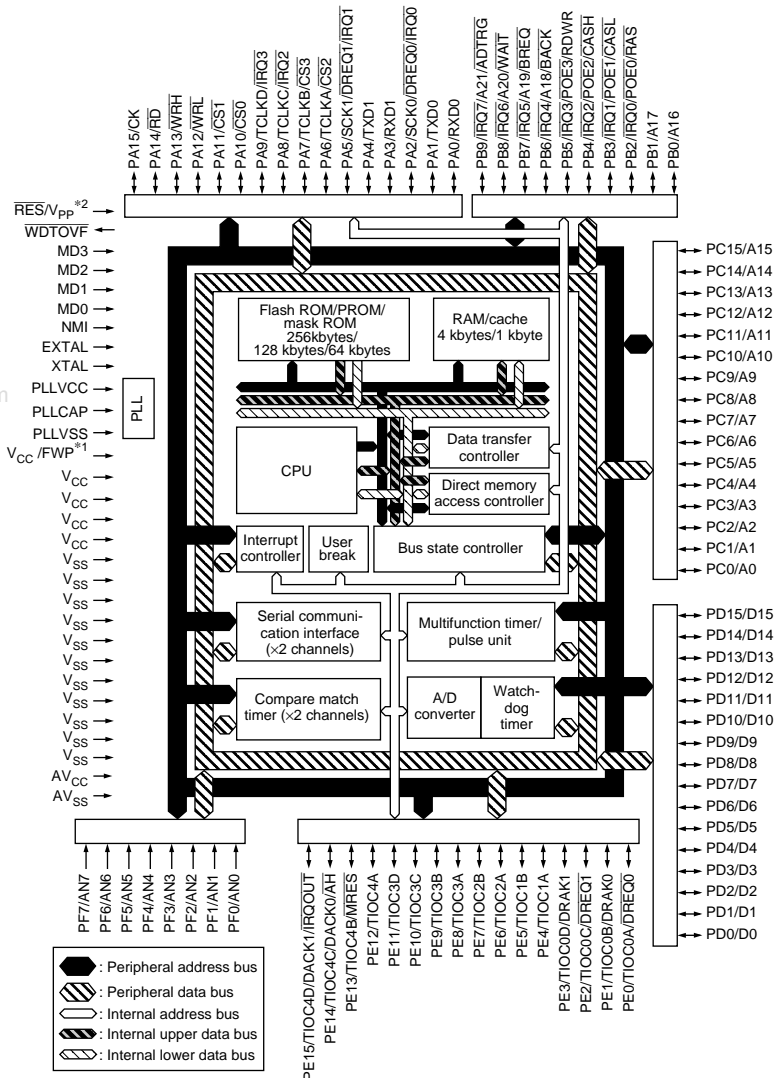 PA15/CK
PA14/RD
PA13/WRH
PA12/WRL
PA11/CS1
PA10/CS0
PA9/TCLKD/IRQ3
PA8/TCLKC/IRQ2
PA7/TCLKB/CS3
PA6/TCLKA/CS2
PA5/SCK1/DREQ1/IRQ1
PA4/TXD1
PA3/RXD1
PA2/SCK0/DREQ0/IRQ0
PA1/TXD0
PA0/RXD0
PB9/IRQ7/A21/ADTRG
PB8/IRQ6/A20/WAIT
PB7/IRQ5/A19/BREQ
PB6/IRQ4/A18/BACK
PB5/IRQ3/POE3/RDWR
PB4/IRQ2/POE2/CASH
PB3/IRQ1/POE1/CASL
PB2/IRQ0/POE0/RAS
PB1/A17
PB0/A16
RES/VPP*2
WDTOVF
MD3
MD2
MD1
MD0
NMI
EXTAL
XTAL
PLLVCC
PLLCAP
PLLVSS
PLL
VCC/FWP*1
VCC
VCC
VCC
VCC
VSS
VSS
VSS
VSS
VSS
VSS
VSS
VSS
VSS
VSS
AVCC
AVSS
Flash ROM/PROM/
mask ROM
256kbytes/
128 kbytes/64 kbytes
RAM/cache
4 kbytes/1 kbyte
CPU
Data transfer
controller
Direct memory
access controller
Interrupt
controller
User
break
Bus state controller
Serial communi-
cation interface
(×2 channels)
Multifunction timer/
pulse unit
Compare match
timer (×2 channels)
A/D
converter
Watch-
dog
timer
PC15/A15
PC14/A14
PC13/A13
PC12/A12
PC11/A11
PC10/A10
PC9/A9
PC8/A8
PC7/A7
PC6/A6
PC5/A5
PC4/A4
PC3/A3
PC2/A2
PC1/A1
PC0/A0
PD15/D15
PD14/D14
PD13/D13
PD12/D12
PD11/D11
PD10/D10
PD9/D9
PD8/D8
PD7/D7
PD6/D6
PD5/D5
PD4/D4
PD3/D3
PD2/D2
PD1/D1
PD0/D0
PF7/AN7
PF6/AN6
PF5/AN5
PF4/AN4
PF3/AN3
PF2/AN2
PF1/AN1
PF0/AN0
PE15/TIOC4D/DACK1/IRQOUT
PE14/TIOC4C/DACK0/AH
PE13/TIOC4B/MRES
PE12/TIOC4A
PE11/TIOC3D
PE10/TIOC3C
PE9/TIOC3B
PE8/TIOC3A
PE7/TIOC2B
PE6/TIOC2A
PE5/TIOC1B
PE4/TIOC1A
PE3/TIOC0D/DRAK1
PE2/TIOC0C/DREQ1
PE1/TIOC0B/DRAK0
PE0/TIOC0A/DREQ0
: Peripheral address bus
: Peripheral data bus
: Internal address bus
: Internal upper data bus
: Internal lower data bus